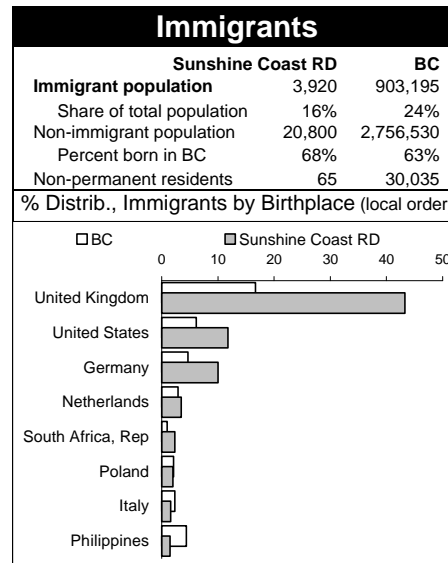 Immigrants
Sunshine Coast RD BC
Immigrant population 3,920 903,195
Share of total population 16% 24%
Non-immigrant population 20,800 2,756,530
Percent born in BC 68% 63%
Non-permanent residents 65 30,035
% Distrib., Immigrants by Birthplace (local order
BC Sunshine Coast RD
0 10 20 30 40 50
United Kingdom
United States
Germany
Netherlands
South Africa, Rep
Poland
Italy
Philippines